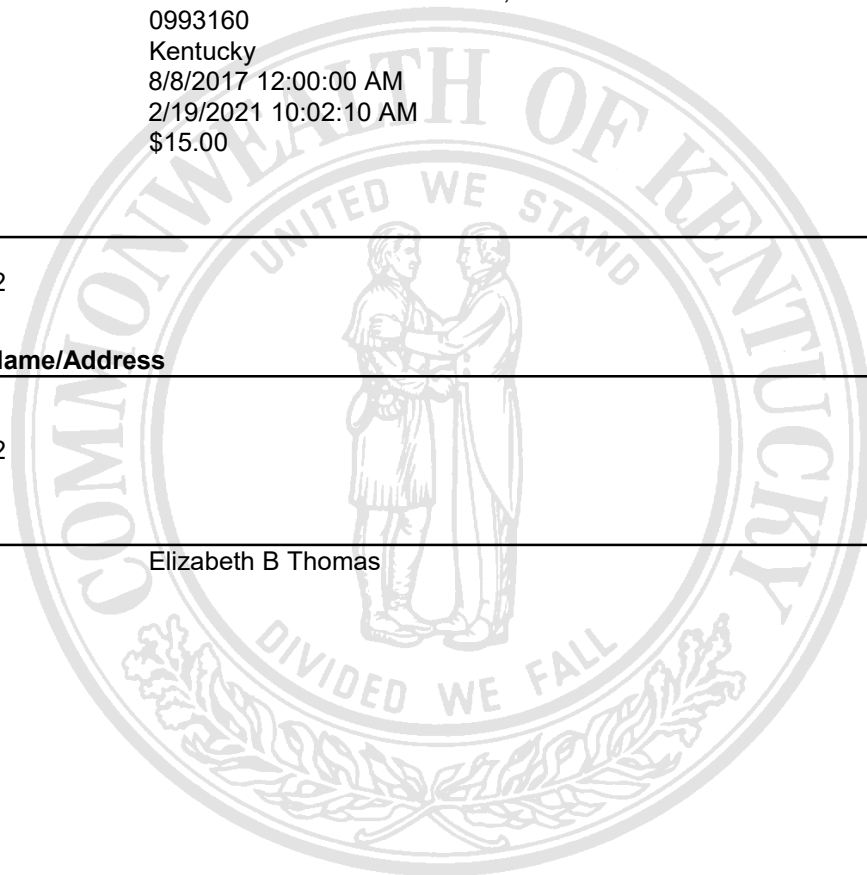 0993160
Kentucky
8/8/2017 12:00:00 AM
2/19/2021 10:02:10 AM
$15.00
COMMONWEALTH OF KENTUCKY
UNITED WE STAND
2
ame/Address
2
Elizabeth B Thomas
DIVIDED WE FALL